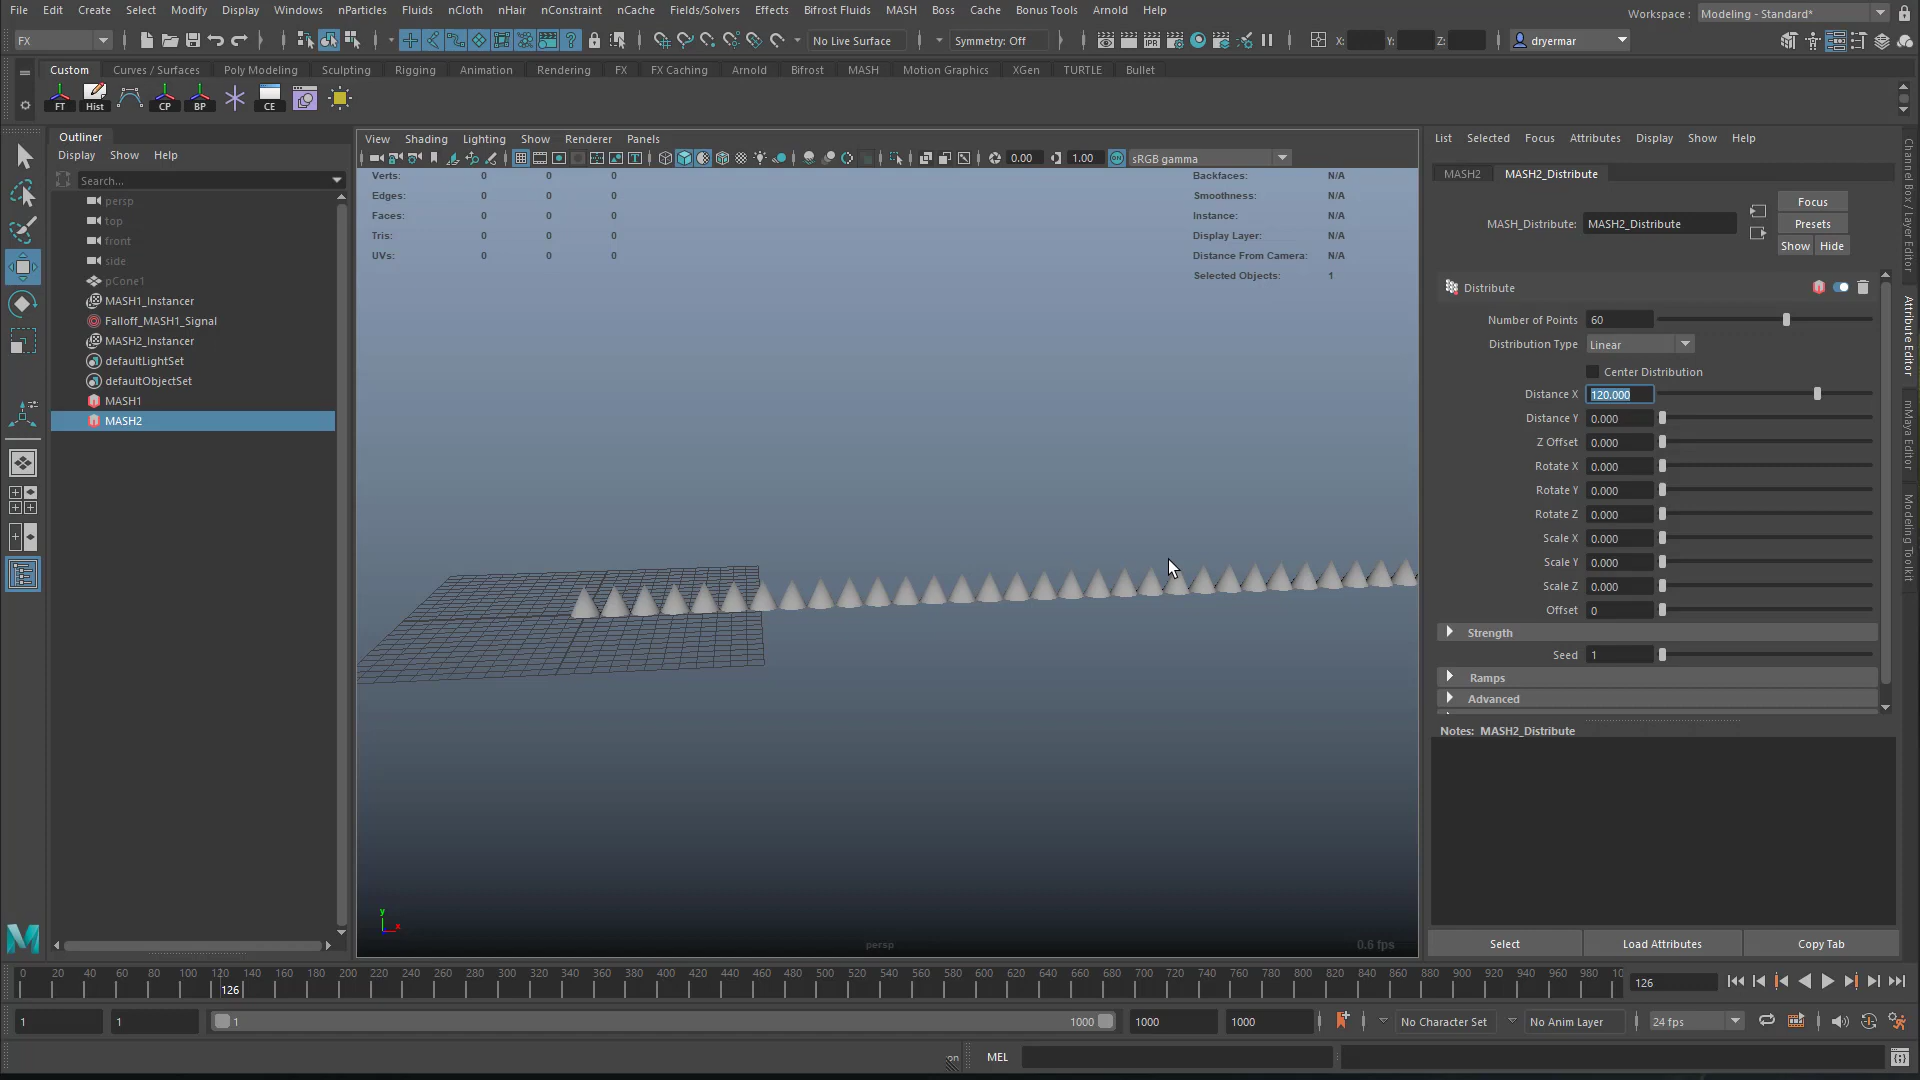 File Edit Create Select Modify Display Windows nParticles Fluids nCloth nHair nConstraint nCache Fields/Solvers Effects Bifrost Fluids MASH Boss Cache Bonus Tools Arnold Help
Workspace : Modeling - Standard*
FX
No Live Surface
Symmetry: Off
X:
Y:
Z:
dryermar
Custom Curves / Surfaces Poly Modeling Sculpting Rigging Animation Rendering FX FX Caching Arnold Bifrost MASH Motion Graphics XGen TURTLE Bullet
FT Hist CP BP CE
Outliner
Display Show Help
Search...
persp
top
front
side
pCone1
MASH1_Instancer
Falloff_MASH1_Signal
MASH2_Instancer
defaultLightSet
defaultObjectSet
MASH1
MASH2
View Shading Lighting Show Renderer Panels
0.00 1.00 ON sRGB gamma
Verts: 0 0 0
Edges: 0 0 0
Faces: 0 0 0
Tris: 0 0 0
UVs: 0 0 0
Backfaces: N/A
Smoothness: N/A
Instance: N/A
Display Layer: N/A
Distance From Camera: N/A
Selected Objects: 1
y
x
persp
0.6 fps
List Selected Focus Attributes Display Show Help
MASH2 MASH2_Distribute
MASH_Distribute: MASH2_Distribute
Focus
Presets
Show Hide
Distribute
Number of Points 60
Distribution Type Linear
Center Distribution
Distance X 120.000
Distance Y 0.000
Z Offset 0.000
Rotate X 0.000
Rotate Y 0.000
Rotate Z 0.000
Scale X 0.000
Scale Y 0.000
Scale Z 0.000
Offset 0
Strength
Seed 1
Ramps
Advanced
Notes: MASH2_Distribute
Select Load Attributes Copy Tab
Channel Box / Layer Editor
Attribute Editor
mMaya Editor
Modeling Toolkit
0 20 40 60 80 100 120 140 160 180 200 220 240 260 280 300 320 340 360 380 400 420 440 460 480 500 520 540 560 580 600 620 640 660 680 700 720 740 760 780 800 820 840 860 880 900 920 940 960 980 10
126
126
1 1 1 1000 1000 1000
No Character Set
No Anim Layer
24 fps
MEL